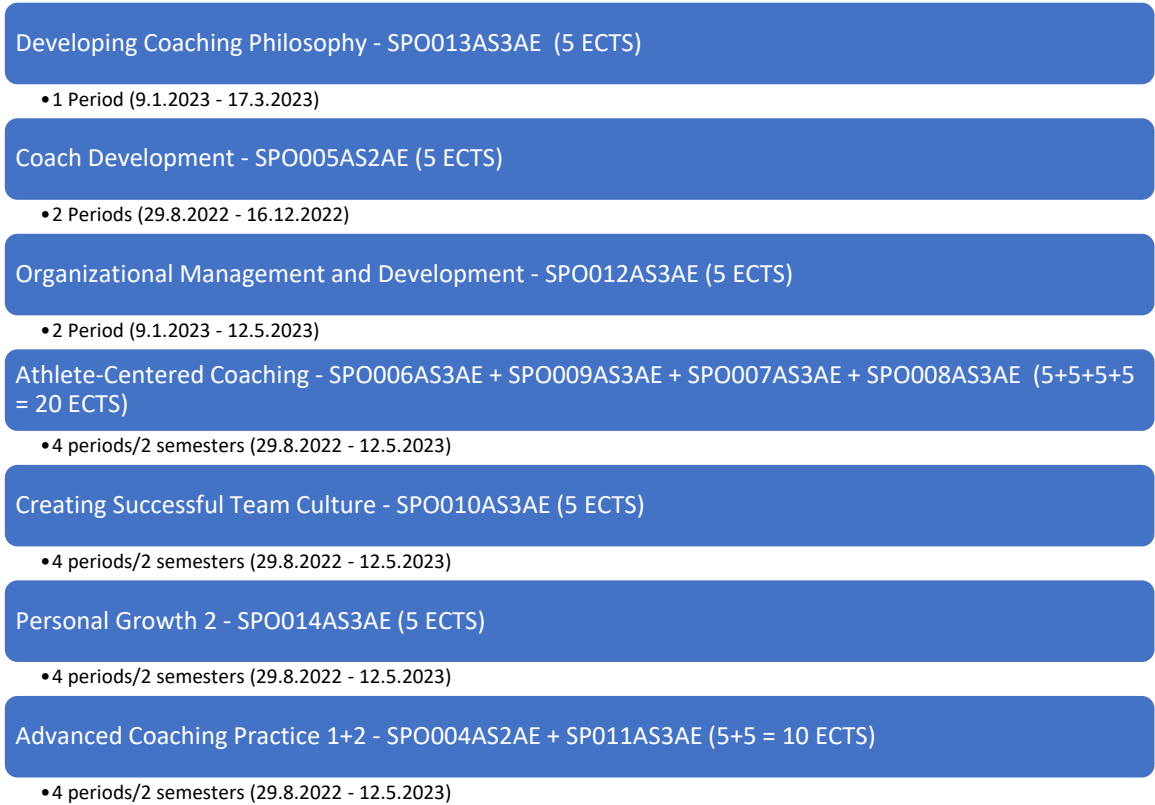 Developing Coaching Philosophy - SPO013AS3AE  (5 ECTS)
•1 Period (9.1.2023 - 17.3.2023)
Coach Development - SPO005AS2AE (5 ECTS)
•2 Periods (29.8.2022 - 16.12.2022)
Organizational Management and Development - SPO012AS3AE (5 ECTS)
•2 Period (9.1.2023 - 12.5.2023)
Athlete-Centered Coaching - SPO006AS3AE + SPO009AS3AE + SPO007AS3AE + SPO008AS3AE  (5+5+5+5
= 20 ECTS)
•4 periods/2 semesters (29.8.2022 - 12.5.2023)
Creating Successful Team Culture - SPO010AS3AE (5 ECTS)
•4 periods/2 semesters (29.8.2022 - 12.5.2023)
Personal Growth 2 - SPO014AS3AE (5 ECTS)
•4 periods/2 semesters (29.8.2022 - 12.5.2023)
Advanced Coaching Practice 1+2 - SPO004AS2AE + SP011AS3AE (5+5 = 10 ECTS)
•4 periods/2 semesters (29.8.2022 - 12.5.2023)